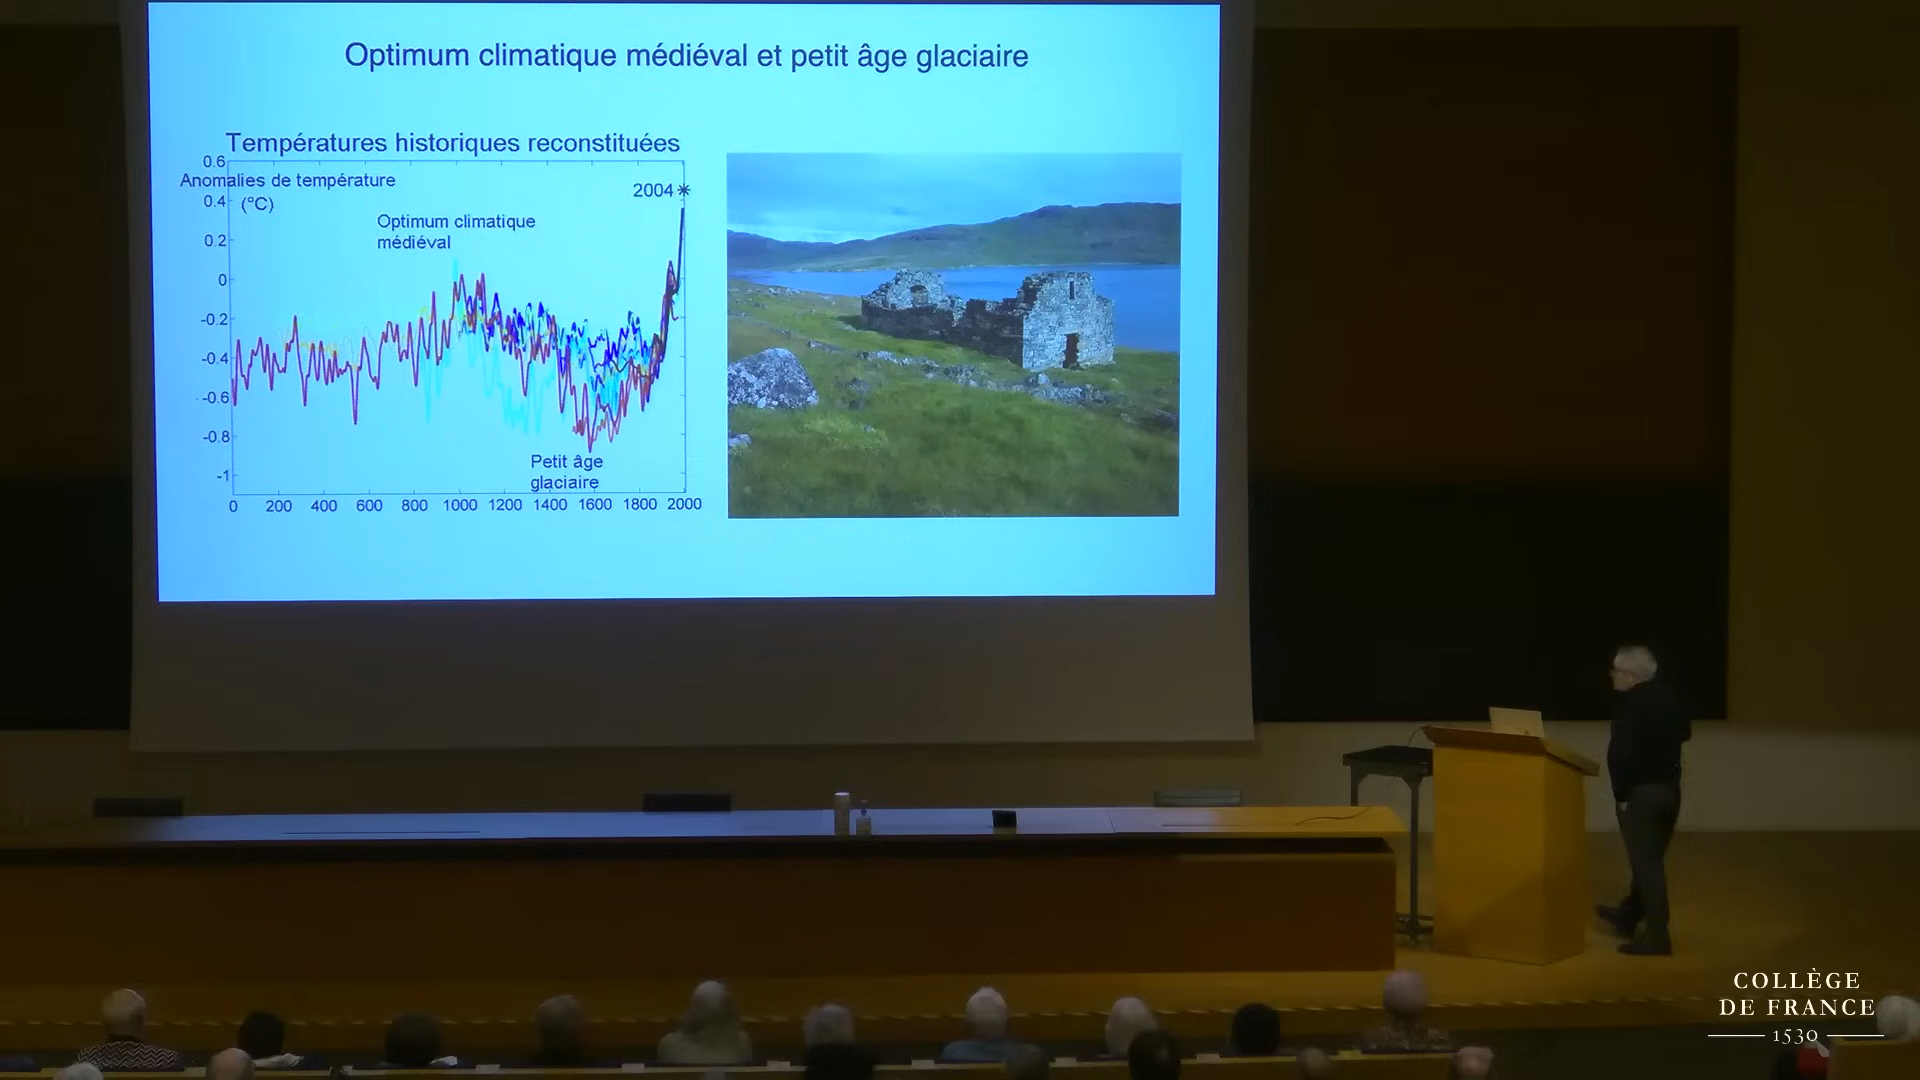 Optimum climatique médiéval et petit âge glaciaire
Températures historiques reconstituées
0.6
Anomalies de température
(°C)
2004
0.4
Optimum climatique
médiéval
0.2
0
-0.2
-0.4
-0.6
-0.8
Petit âge
glaciaire
-1
0 200 400 600 800 1000 1200 1400 1600 1800 2000
COLLÈGE
DE FRANCE
1530